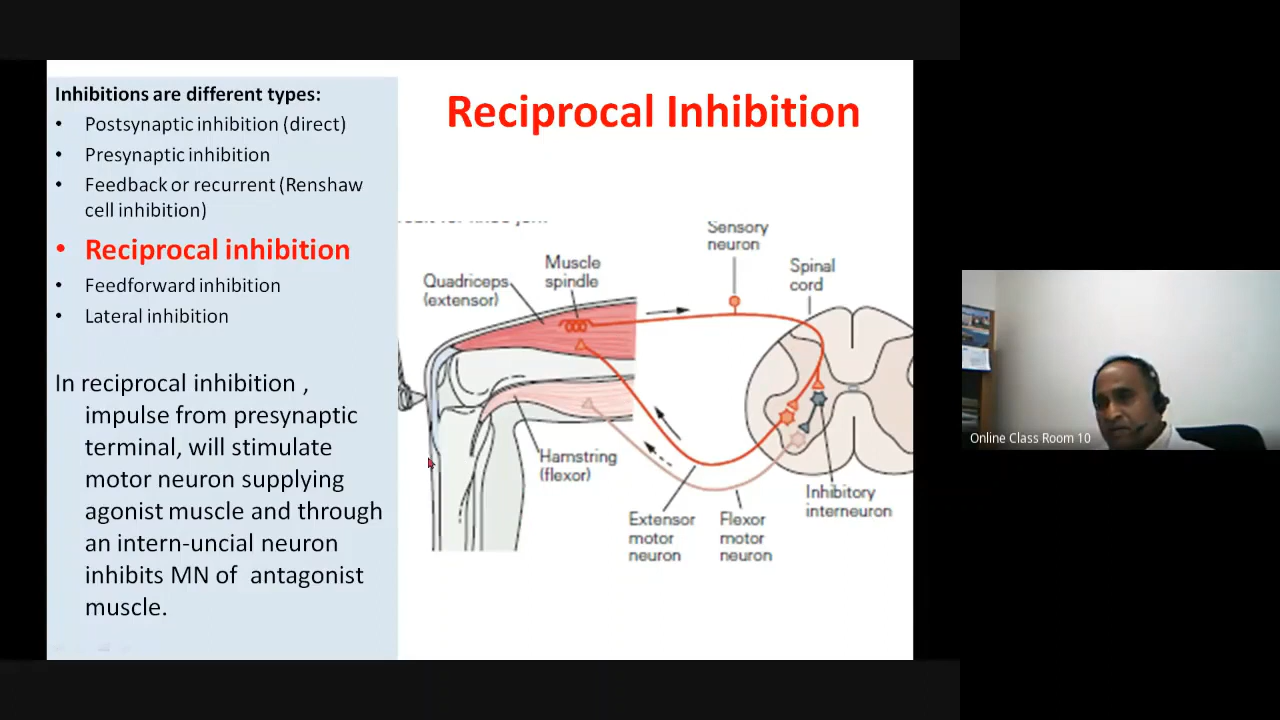 Inhibitions are different types:
• Postsynaptic inhibition (direct)
• Presynaptic inhibition
• Feedback or recurrent (Renshaw
cell inhibition)
• Reciprocal inhibition
• Feedforward inhibition
• Lateral inhibition
In reciprocal inhibition ,
impulse from presynaptic
terminal, will stimulate
motor neuron supplying
agonist muscle and through
an intern-uncial neuron
inhibits MN of antagonist
muscle.
Reciprocal Inhibition
Sensory
neuron
Muscle
spindle
Spinal
cord
Quadriceps
(extensor)
Hamstring
(flexor)
Inhibitory
interneuron
Extensor
motor
neuron
Flexor
motor
neuron
Online Class Room 10